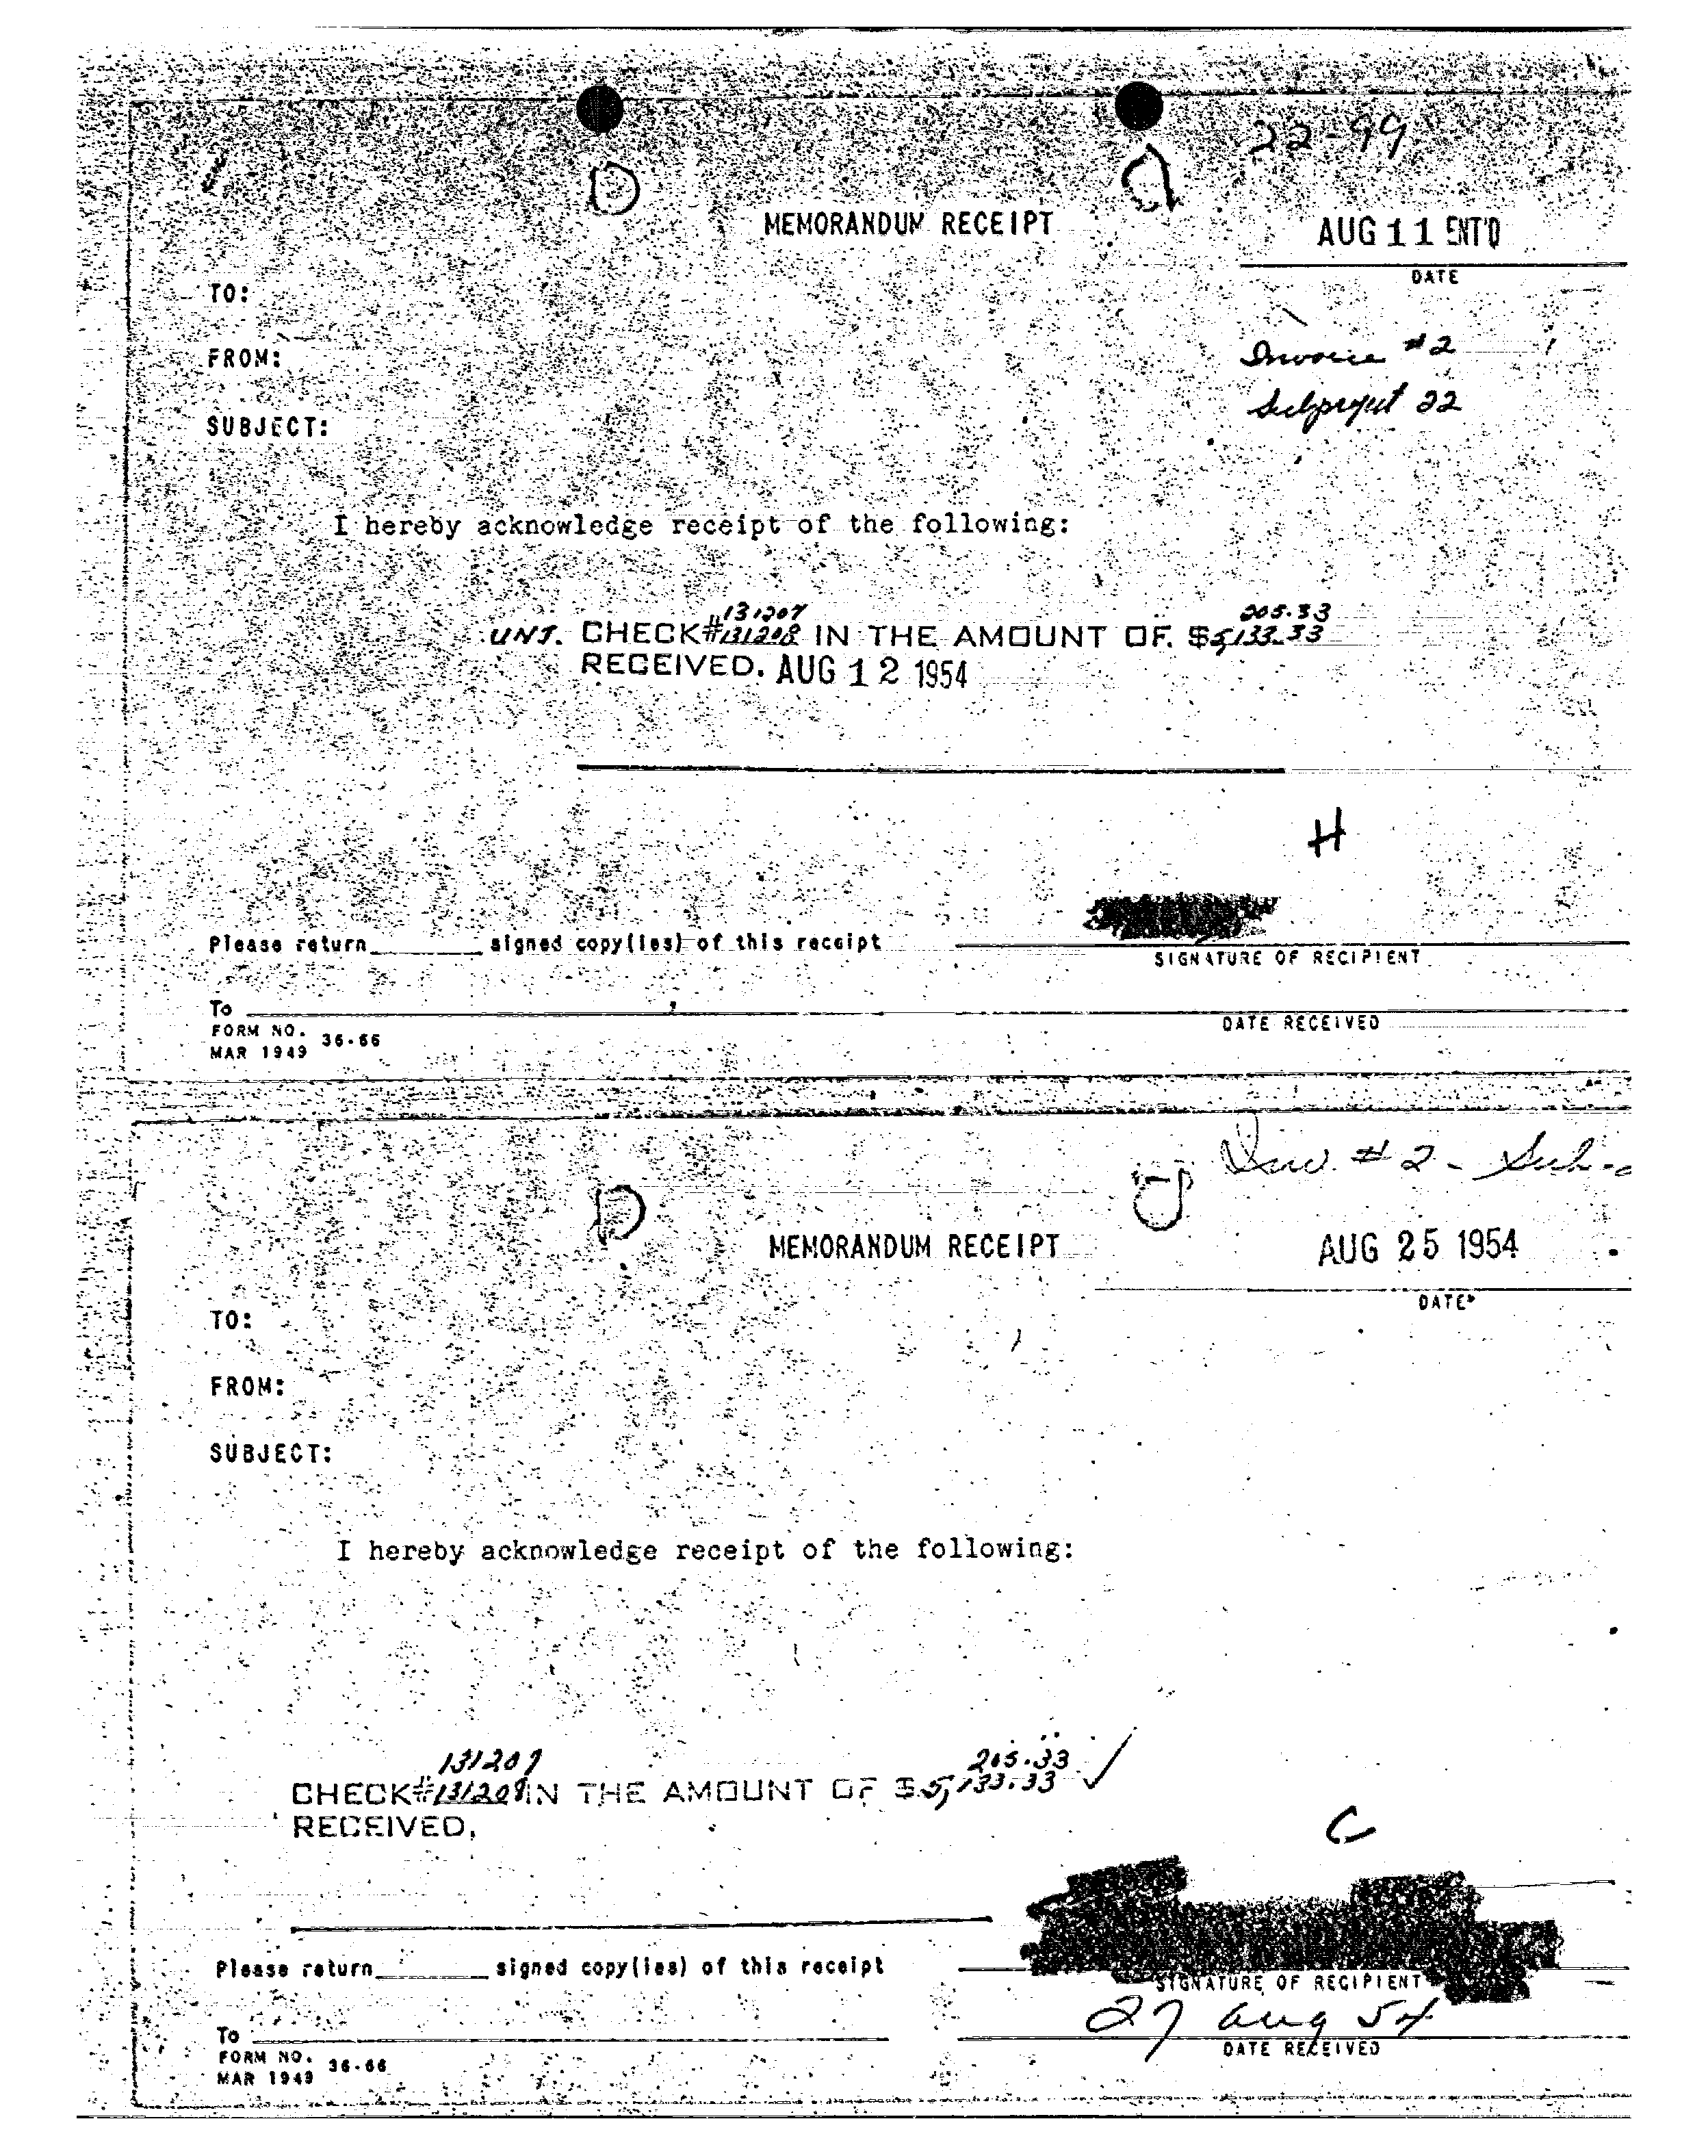 22-99
MEMORANDUM RECEIPT
AUG 11 ENT'D
DATE
TO:
FROM:
Invoice #2
SUBJECT:
Subproject 22
I hereby acknowledge receipt of the following:
131207 205.33
CHECK#131208 IN THE AMOUNT OF $5,133.33
RECEIVED. AUG 12 1954
H
Please return signed copy(ies) of this receipt
SIGNATURE OF RECIPIENT
To
DATE RECEIVED
FORM NO. 36-66
MAR 1949
Inv. #2 - Sub-
MEMORANDUM RECEIPT
AUG 25 1954
DATE
TO:
FROM:
SUBJECT:
I hereby acknowledge receipt of the following:
131207 205.33
CHECK#131208 IN THE AMOUNT OF $5,133.33 ✓
RECEIVED,
C
Please return signed copy(ies) of this receipt
SIGNATURE OF RECIPIENT
27 Aug 54
To
DATE RECEIVED
FORM NO. 36-66
MAR 1949